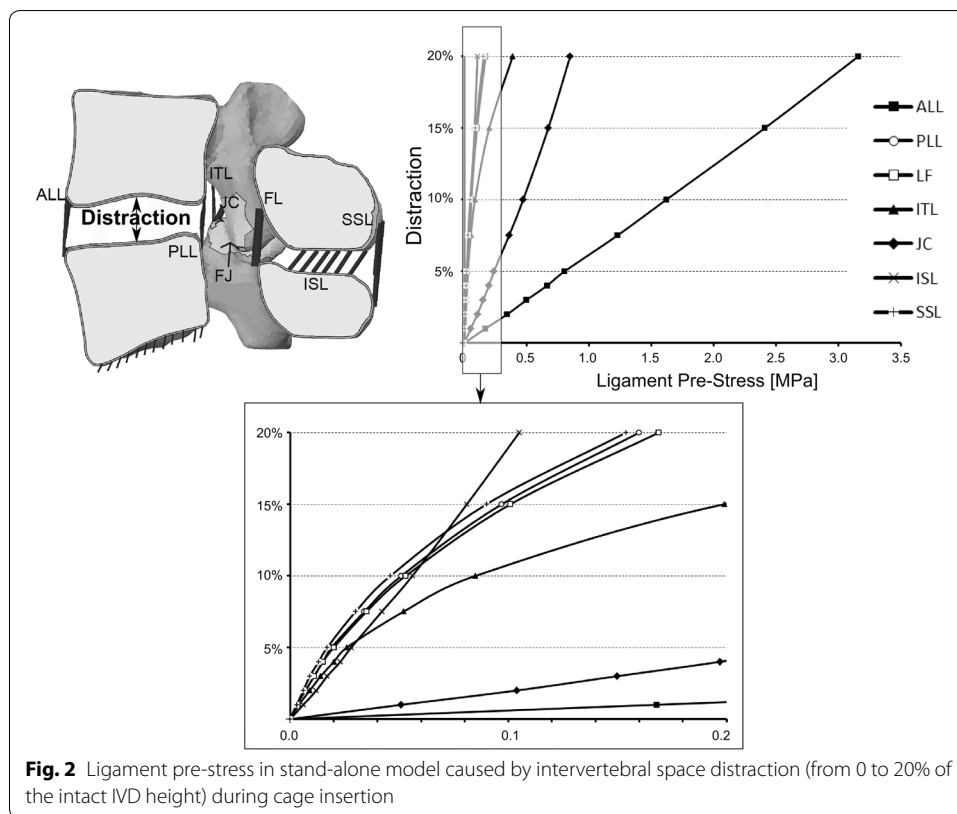 ITL
ALL
JC
FL
Distraction
SSL
PLL
FJ
ISL
20%
15%
10%
5%
Distraction
0
0.5
1.0
1.5
2.0
2.5
3.0
3.5
Ligament Pre-Stress [MPa]
ALL
PLL
LF
ITL
JC
ISL
SSL
20%
15%
10%
5%
0.0
0.1
0.2
Fig. 2 Ligament pre-stress in stand-alone model caused by intervertebral space distraction (from 0 to 20% of
the intact IVD height) during cage insertion